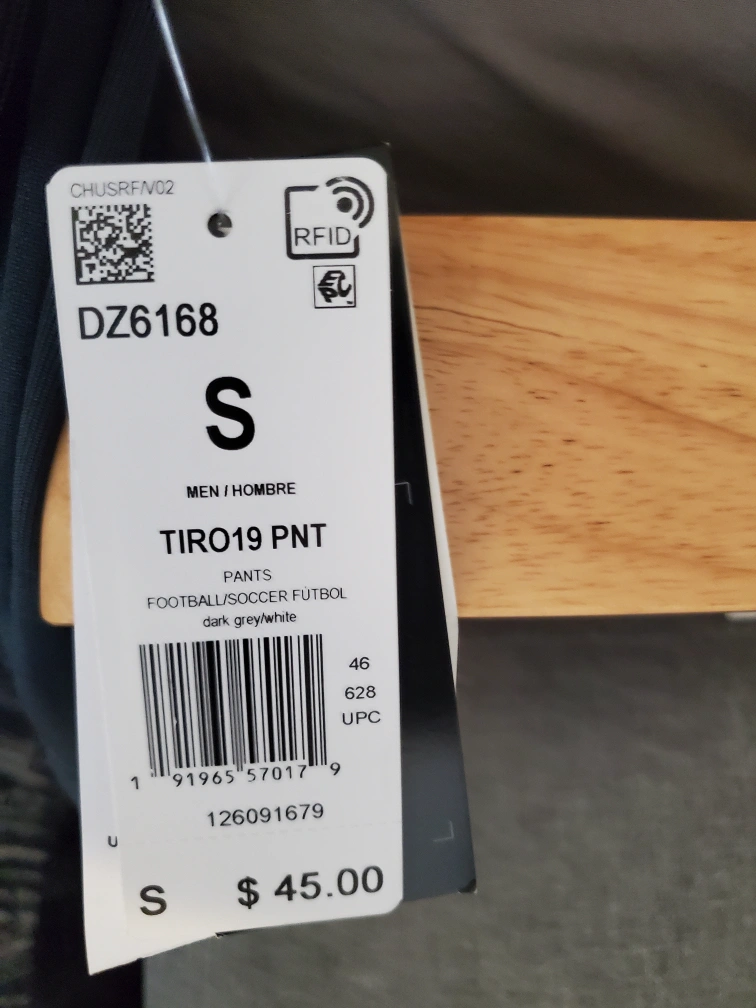 CHUSRF/V02
RFID
EPC
DZ6168
S
MEN / HOMBRE
TIRO19 PNT
PANTS
FOOTBALL/SOCCER FÚTBOL
dark grey/white
46
628
UPC
1 91965 57017 9
126091679
U
S $ 45.00